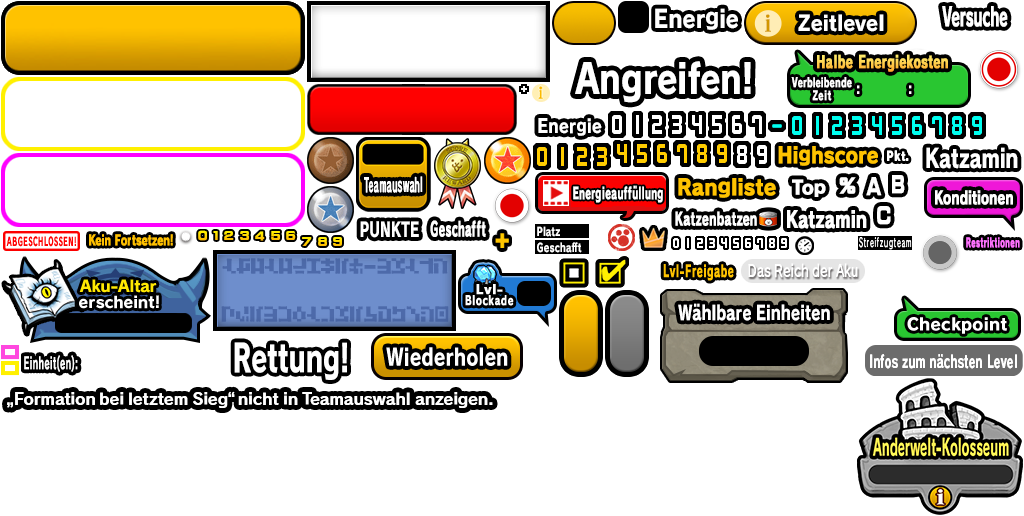 Energie
Zeitlevel
Versuche
Angreifen!
Halbe Energiekosten
Verbleibende
Zeit : :
Energie 01234567-0123456789
012345678989
Highscore Pkt.
Katzamin
Teamauswahl
Energieauffüllung
Rangliste
Top % A B
Konditionen
Katzenbatzen
Katzamin C
PUNKTE
Geschafft
ABGESCHLOSSEN!
Kein Fortsetzen!
0123456
789
Platz
Geschafft
0123456789
Streifzugteam
Restriktionen
Aku-Altar
erscheint!
Lvl-
Blockade
Lvl-Freigabe
Das Reich der Aku
Wählbare Einheiten
Checkpoint
Einheit(en):
Rettung!
Wiederholen
Infos zum nächsten Level
„Formation bei letztem Sieg“ nicht in Teamauswahl anzeigen.
Anderwelt-Kolosseum